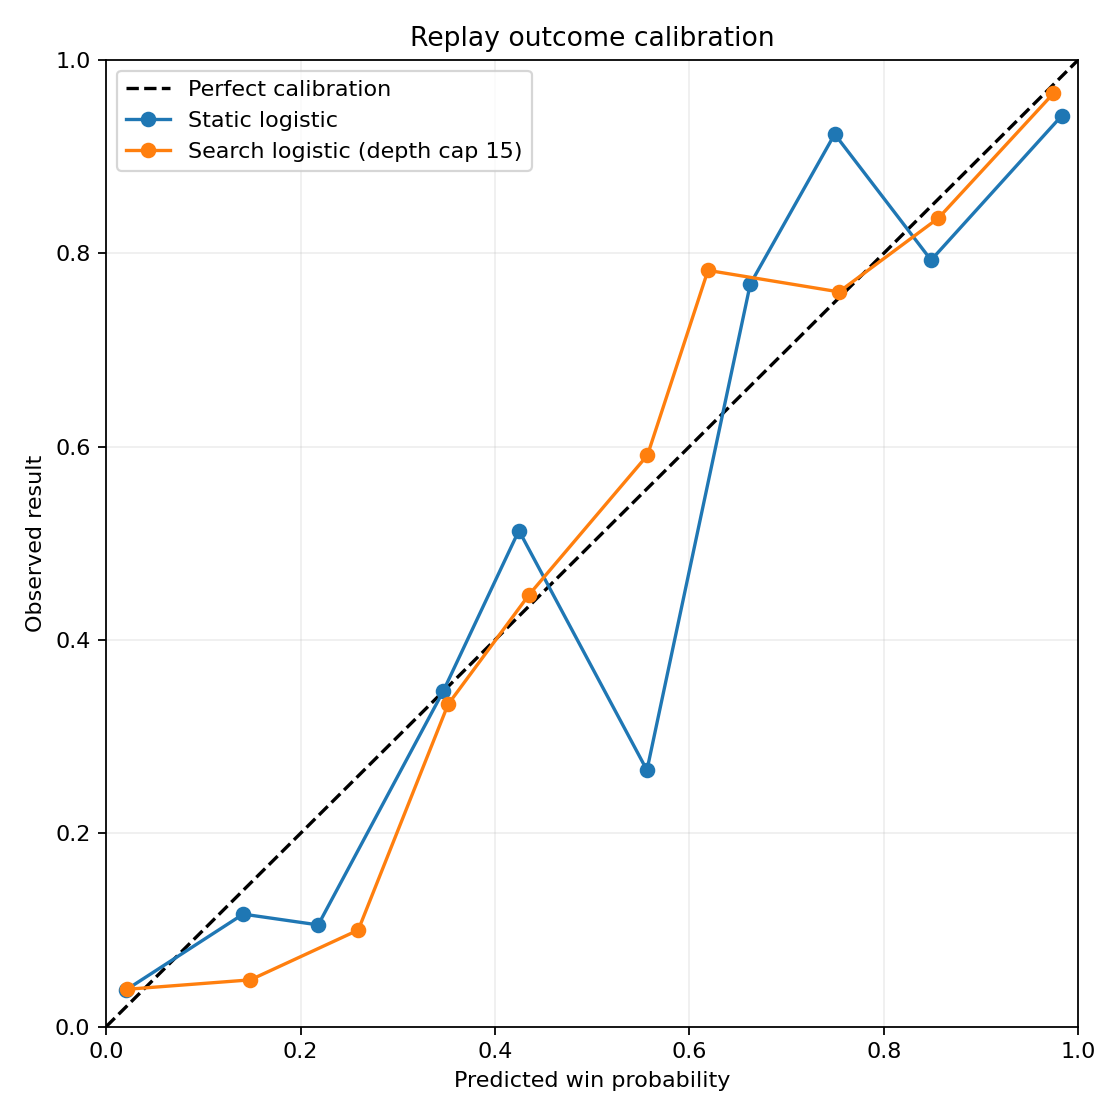 Replay outcome calibration
Perfect calibration
Static logistic
Search logistic (depth cap 15)
1.0
0.8
0.6
0.4
0.2
0.0
Observed result
0.0 0.2 0.4 0.6 0.8 1.0
Predicted win probability